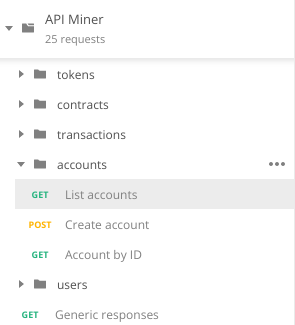 API Miner
25 requests
tokens
contracts
transactions
accounts
GET List accounts
POST Create account
GET Account by ID
users
GET Generic responses